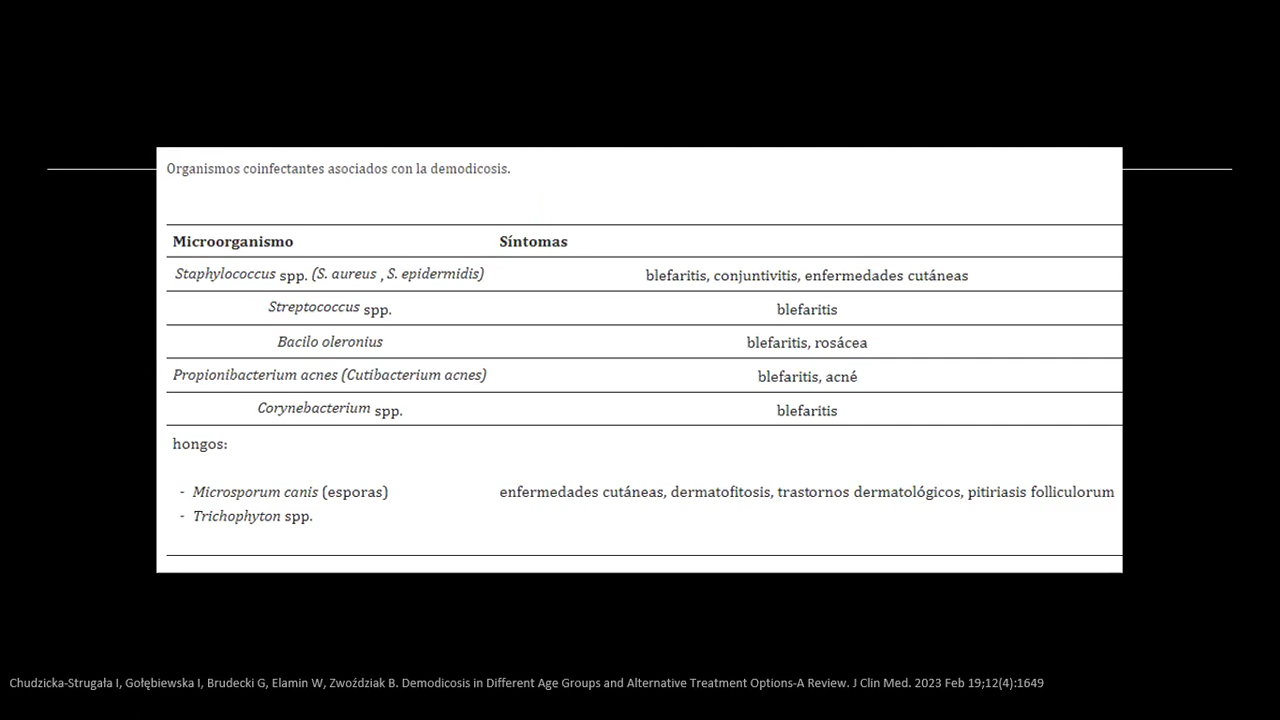 Organismos coinfectantes asociados con la demodicosis.
Microorganismo Síntomas
Staphylococcus spp. (S. aureus , S. epidermidis) blefaritis, conjuntivitis, enfermedades cutáneas
Streptococcus spp. blefaritis
Bacilo oleronius blefaritis, rosácea
Propionibacterium acnes (Cutibacterium acnes) blefaritis, acné
Corynebacterium spp. blefaritis
hongos:
- Microsporum canis (esporas) enfermedades cutáneas, dermatofitosis, trastornos dermatológicos, pitiriasis folliculorum
- Trichophyton spp.
Chudzicka-Strugała I, Gołębiewska I, Brudecki G, Elamin W, Zwoździak B. Demodicosis in Different Age Groups and Alternative Treatment Options-A Review. J Clin Med. 2023 Feb 19;12(4):1649